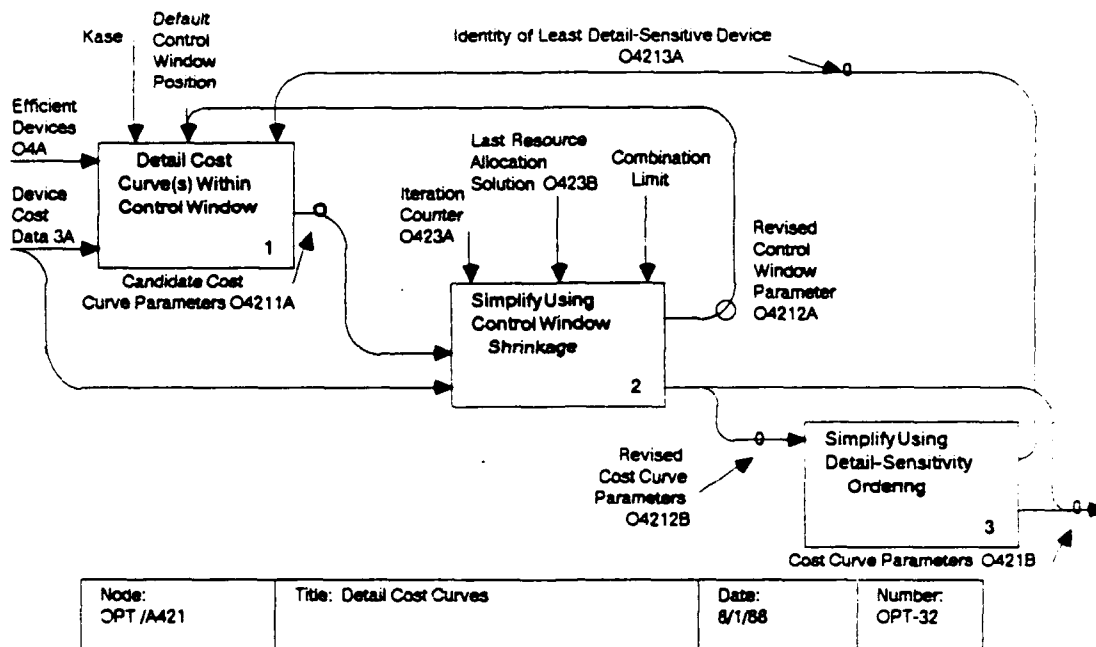 Kase
Default
Control
Window
Position
Identity of Least Detail-Sensitive Device
O4213A
Efficient
Devices
O4A
Device
Cost
Data 3A
Detail Cost
Curve(s) Within
Control Window
1
Candidate Cost
Curve Parameters O4211A
Iteration
Counter
O423A
Last Resource
Allocation
Solution O423B
Combination
Limit
Revised
Control
Window
Parameter
O4212A
Simplify Using
Control Window
Shrinkage
2
Revised
Cost Curve
Parameters
O4212B
Simplify Using
Detail-Sensitivity
Ordering
3
Cost Curve Parameters O421B
Node:
OPT /A421
Title: Detail Cost Curves
Date:
8/1/88
Number:
OPT-32